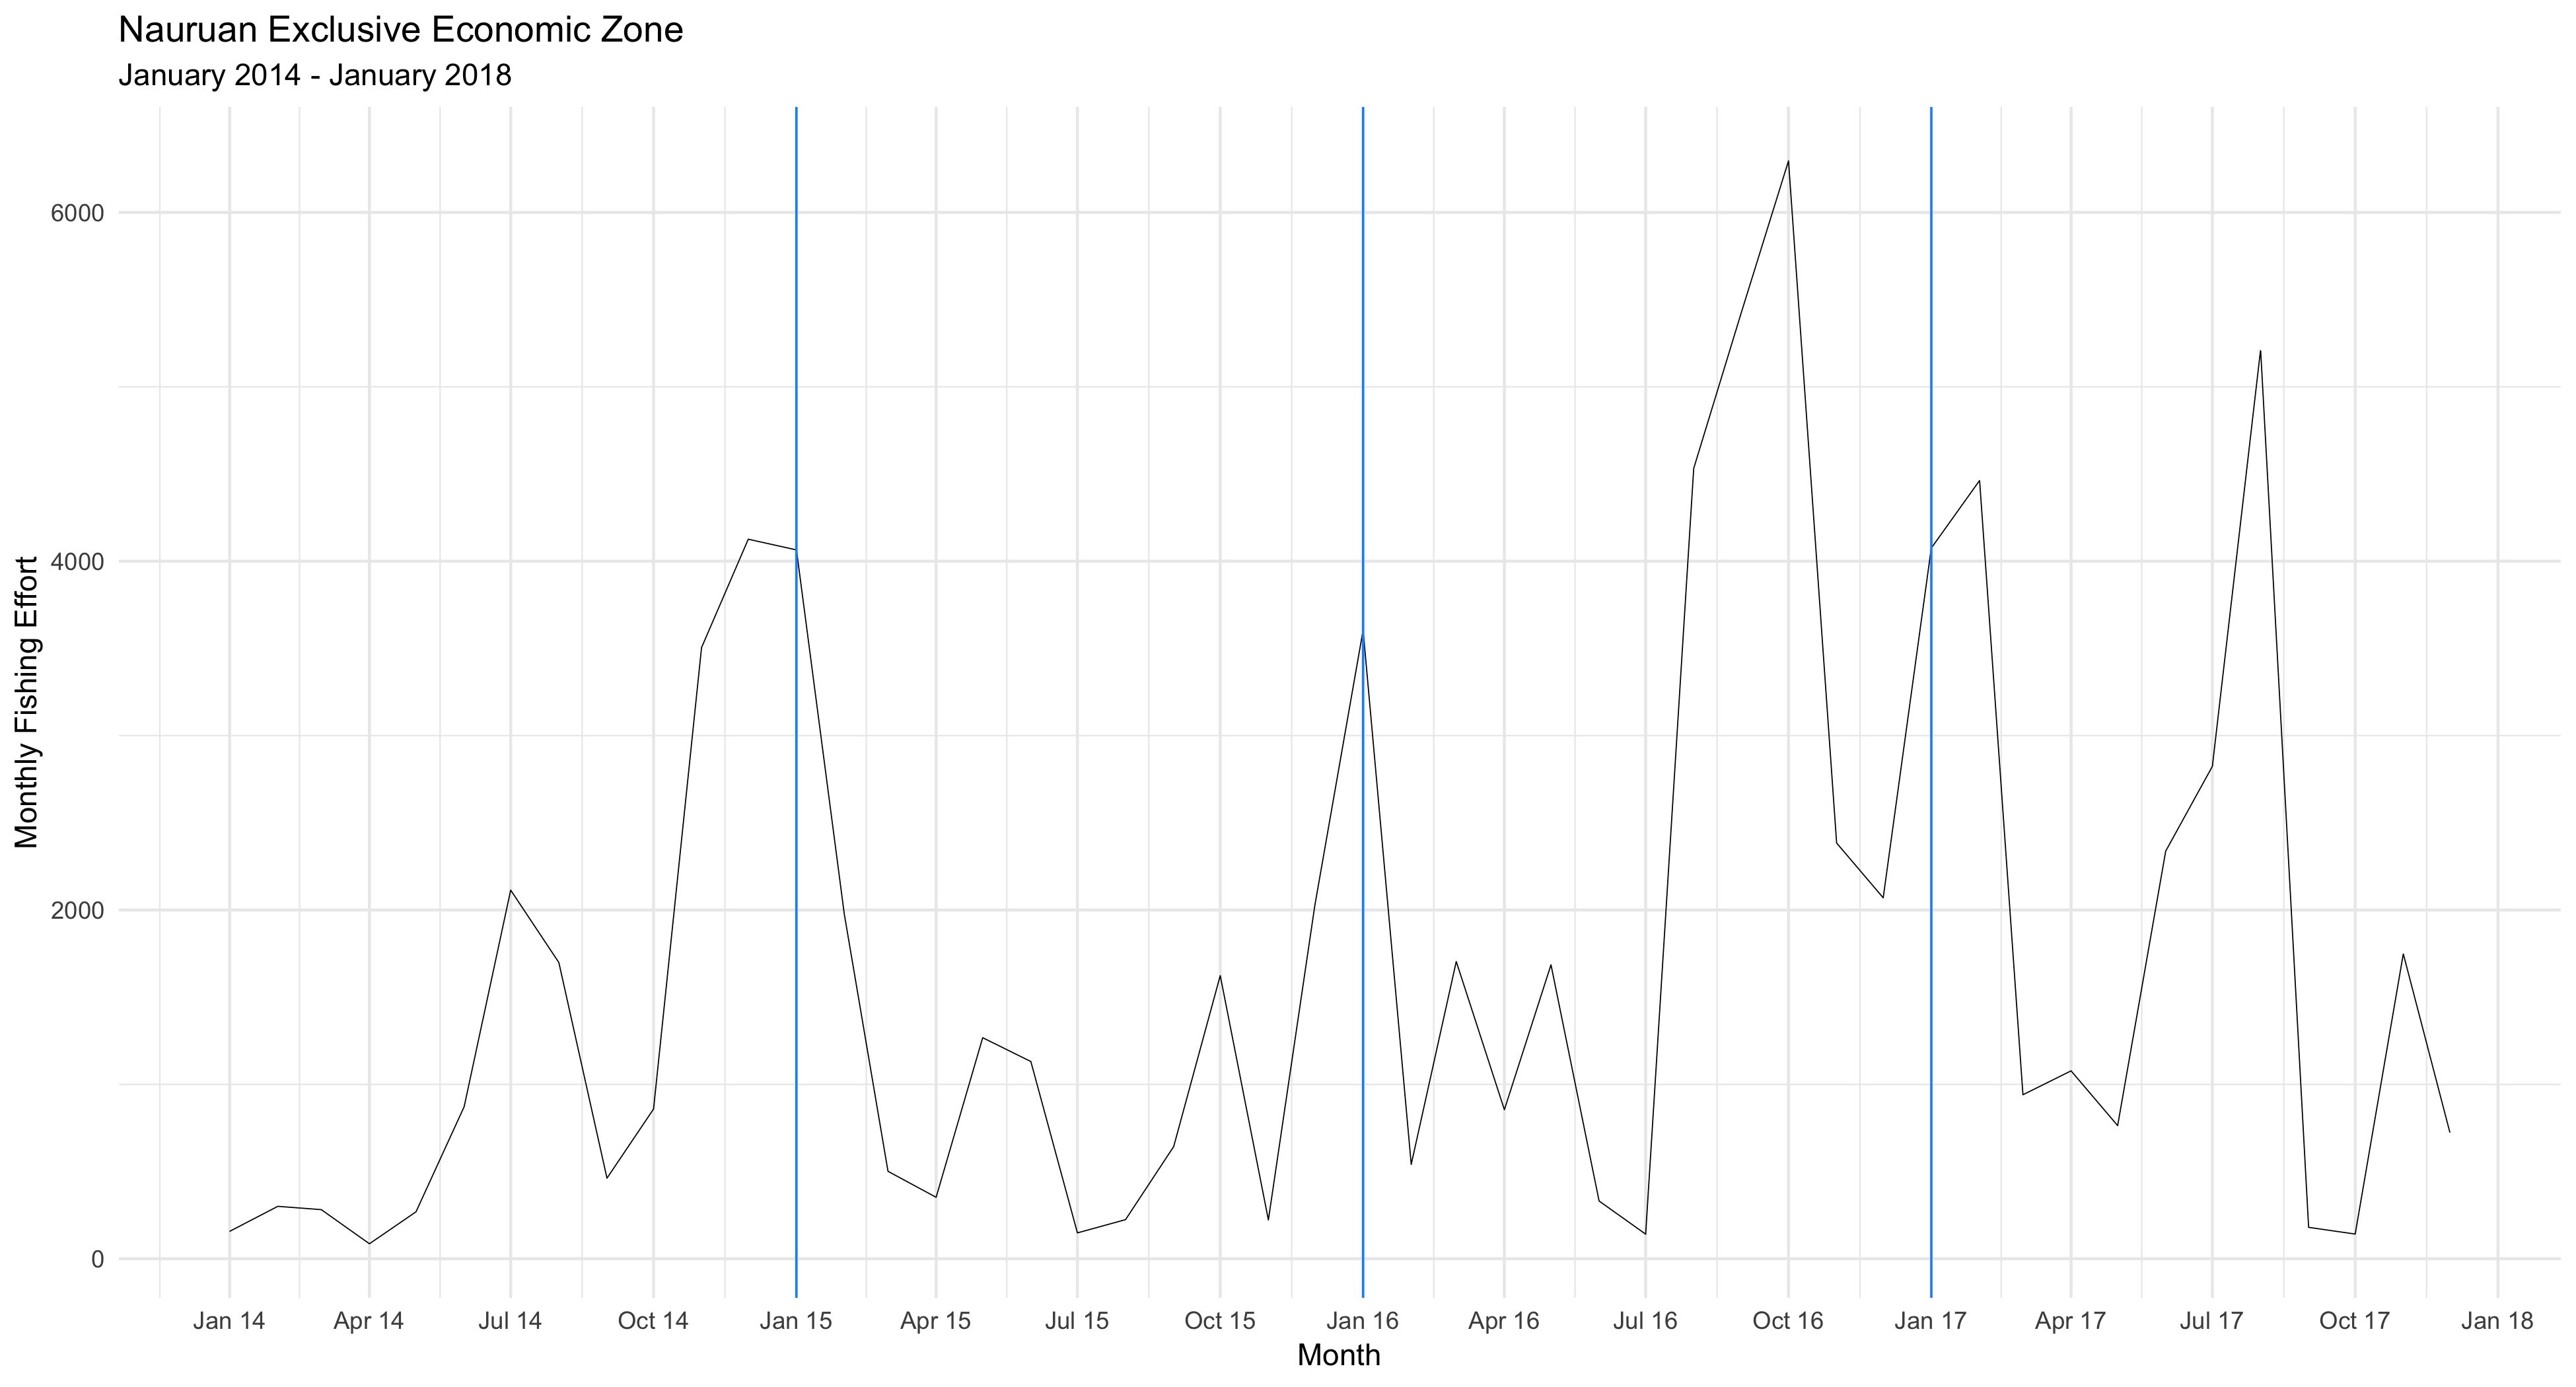 Nauruan Exclusive Economic Zone
January 2014 - January 2018
Monthly Fishing Effort
6000
4000
2000
0
Jan 14 Apr 14 Jul 14 Oct 14 Jan 15 Apr 15 Jul 15 Oct 15 Jan 16 Apr 16 Jul 16 Oct 16 Jan 17 Apr 17 Jul 17 Oct 17 Jan 18
Month